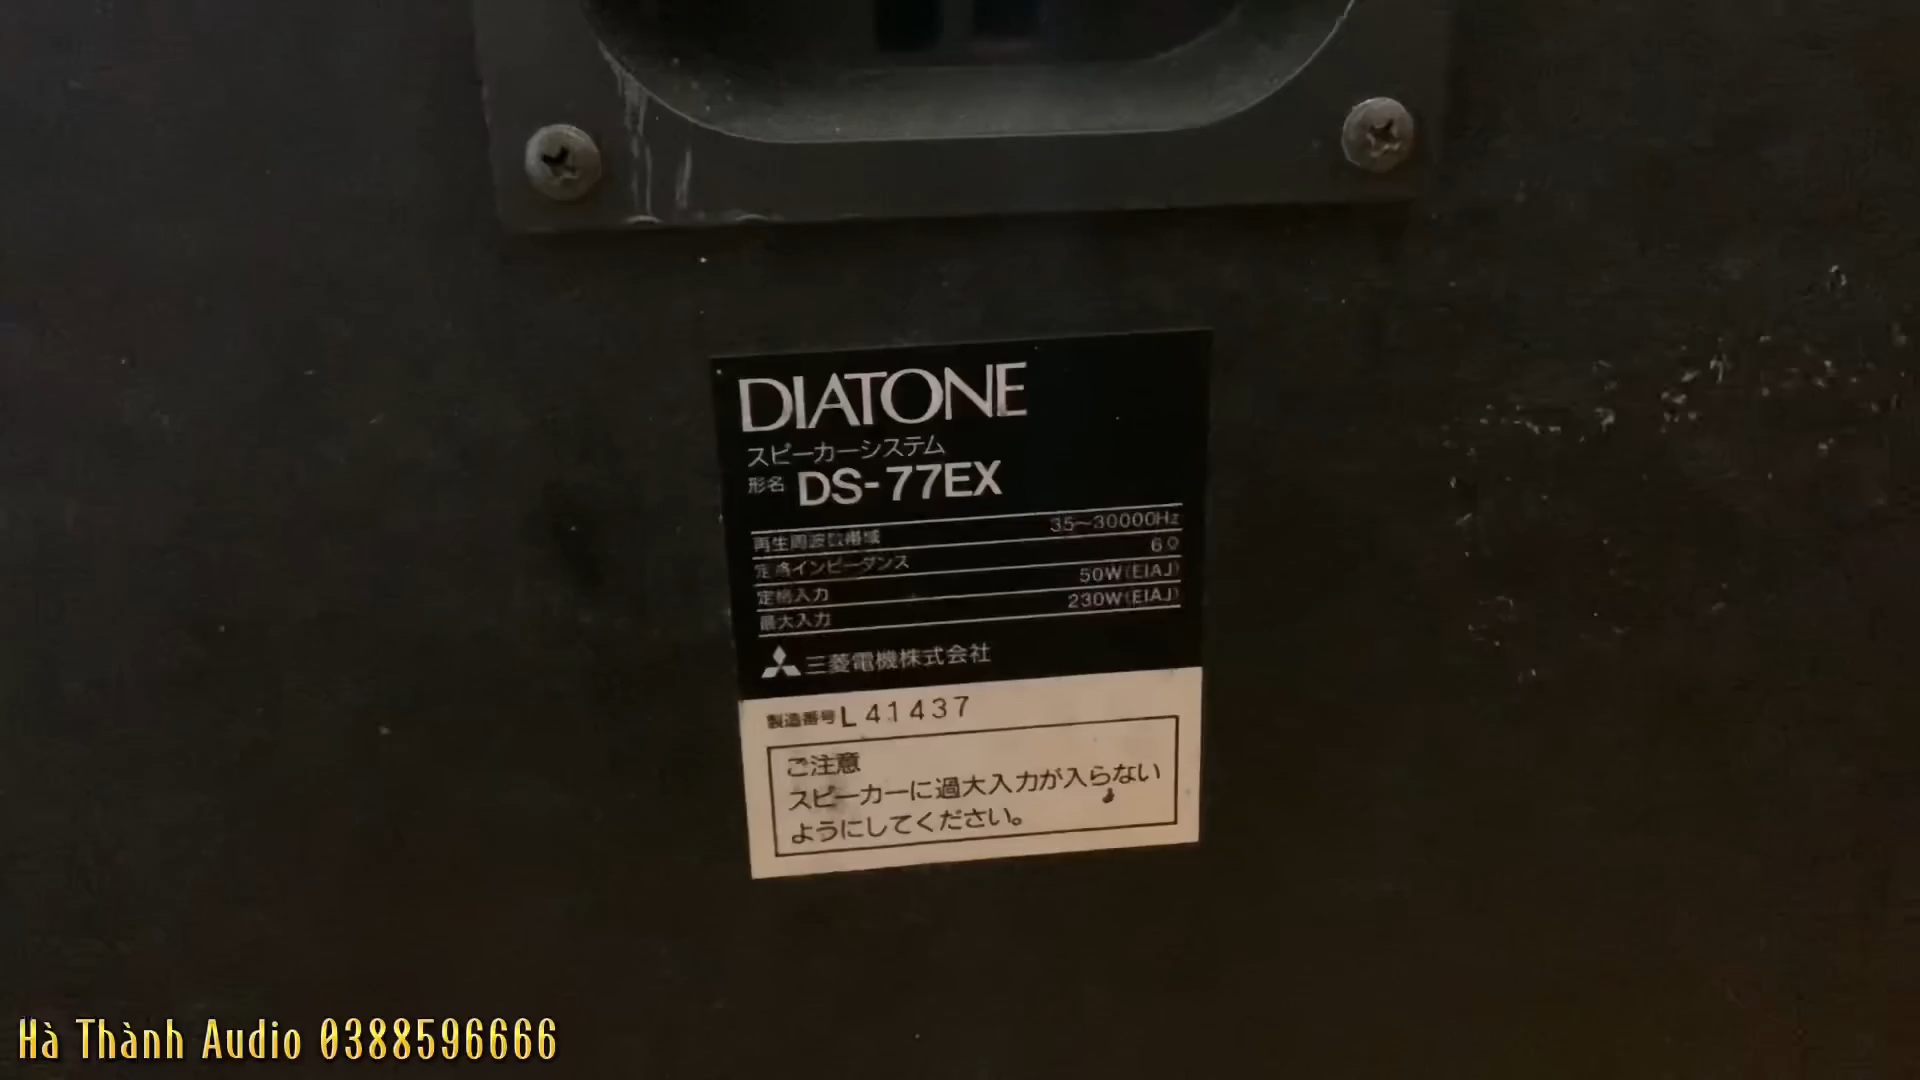 DIATONE
スピーカーシステム
形名 DS-77EX
再生周波数帯域 35〜30000Hz
定格インピーダンス 6Ω
定格入力 50W(EIAJ)
最大入力 230W(EIAJ)
三菱電機株式会社
製造番号 L 41437
ご注意
スピーカーに過大入力が入らない
ようにしてください。
Hà Thành Audio 0388596666